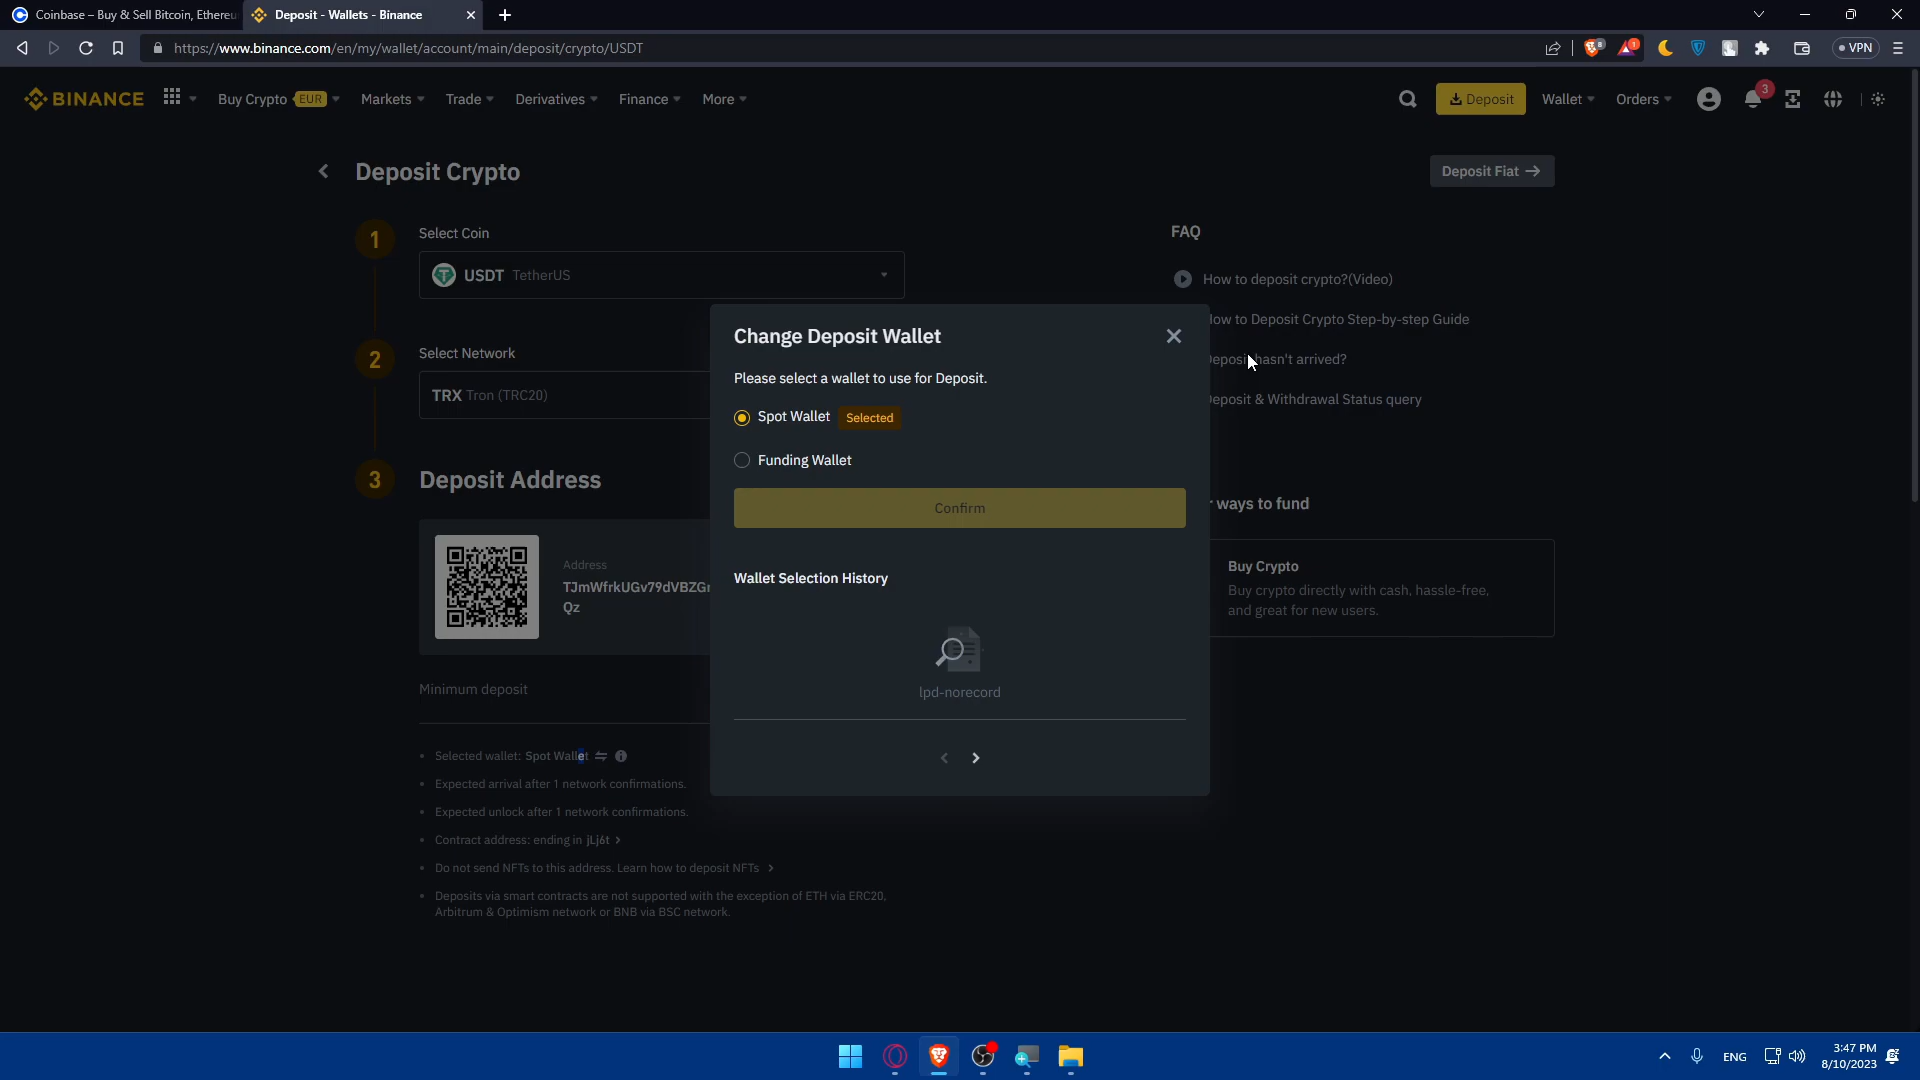 Coinbase – Buy & Sell Bitcoin, Ethereu
Deposit - Wallets - Binance
https://www.binance.com/en/my/wallet/account/main/deposit/crypto/USDT
8
1
VPN
BINANCE
Buy Crypto EUR
Markets
Trade
Derivatives
Finance
More
Deposit
Wallet
Orders
3
Deposit Crypto
Deposit Fiat
1
Select Coin
USDT TetherUS
FAQ
How to deposit crypto?(Video)
How to Deposit Crypto Step-by-step Guide
Deposit hasn't arrived?
Deposit & Withdrawal Status query
2
Select Network
TRX Tron (TRC20)
Change Deposit Wallet
Please select a wallet to use for Deposit.
Spot Wallet Selected
Funding Wallet
Confirm
Wallet Selection History
lpd-norecord
3
Deposit Address
Address
TJmWfrkUGv79dVBZGr
Qz
Minimum deposit
ways to fund
Buy Crypto
Buy crypto directly with cash, hassle-free,
and great for new users.
Selected wallet: Spot Wallet
Expected arrival after 1 network confirmations.
Expected unlock after 1 network confirmations.
Contract address: ending in jLj6t
Do not send NFTs to this address. Learn how to deposit NFTs
Deposits via smart contracts are not supported with the exception of ETH via ERC20,
Arbitrum & Optimism network or BNB via BSC network.
ENG
3:47 PM
8/10/2023